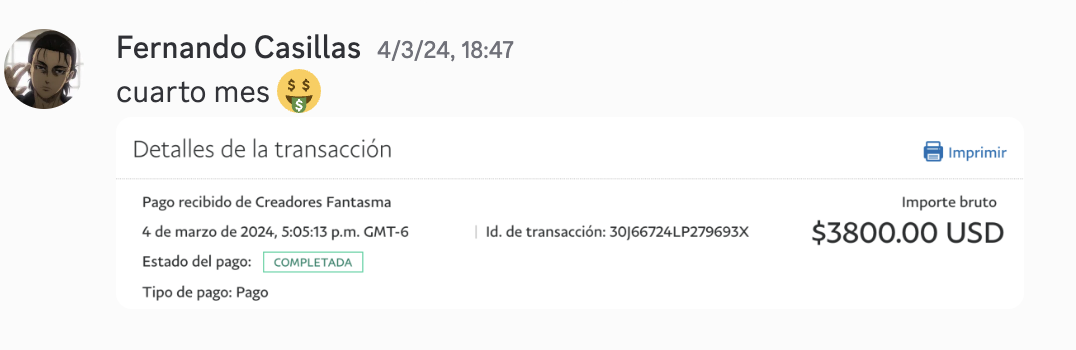 Fernando Casillas 4/3/24, 18:47
cuarto mes 🤑
Detalles de la transacción
Imprimir
Pago recibido de Creadores Fantasma
Importe bruto
4 de marzo de 2024, 5:05:13 p.m. GMT-6 | Id. de transacción: 30J66724LP279693X
$3800.00 USD
Estado del pago: COMPLETADA
Tipo de pago: Pago